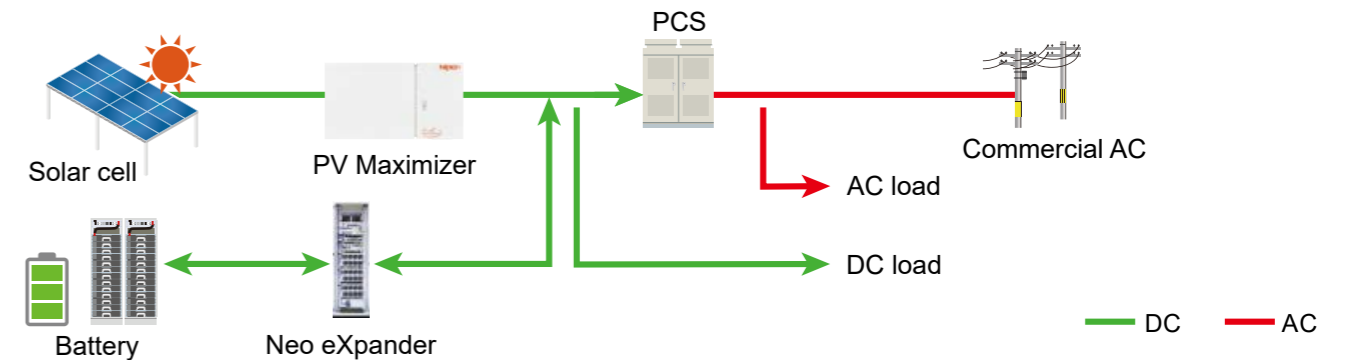 PCS
Solar cell
PV Maximizer
Commercial AC
AC load
DC load
Battery
Neo eXpander
DC
AC